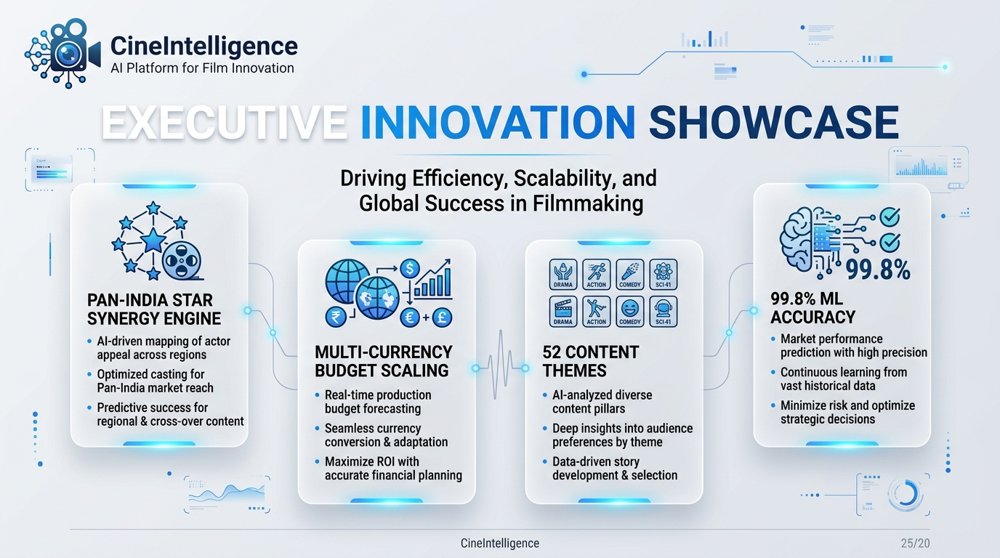 CineIntelligence
AI Platform for Film Innovation
EXECUTIVE INNOVATION SHOWCASE
Driving Efficiency, Scalability, and
Global Success in Filmmaking
PAN-INDIA STAR
SYNERGY ENGINE
• AI-driven mapping of actor
appeal across regions
• Optimized casting for
Pan-India market reach
• Predictive success for
regional & cross-over content
$
₹
€ + £
MULTI-CURRENCY
BUDGET SCALING
• Real-time production
budget forecasting
• Seamless currency
conversion & adaptation
• Maximize ROI with
accurate financial planning
DRAMA ACTION COMEDY SCI-41
DRAMA ACTION COMEDY SCI-41
52 CONTENT
THEMES
• AI-analyzed diverse
content pillars
• Deep insights into audience
preferences by theme
• Data-driven story
development & selection
99.8%
99.8% ML
ACCURACY
• Market performance
prediction with high precision
• Continuous learning from
vast historical data
• Minimize risk and optimize
strategic decisions
CineIntelligence
25/20